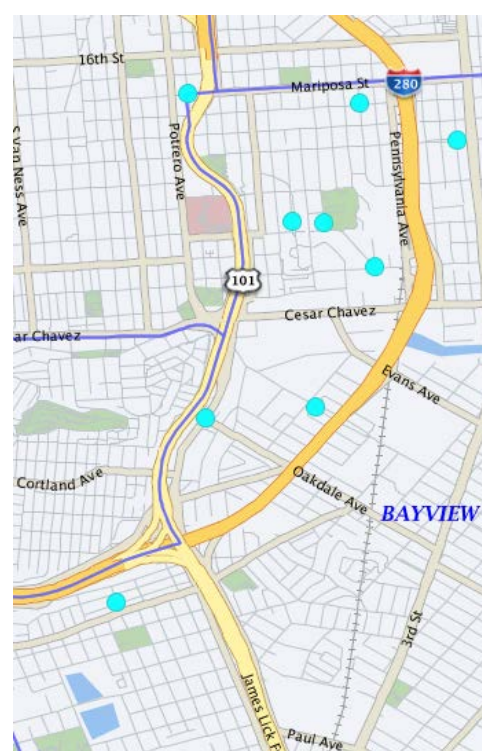 16th St
Mariposa St
280
S Van Ness Ave
Potrero Ave
Pennsylvania Ave
101
Cesar Chavez
ar Chavez
Evans Ave
Cortland Ave
Oakdale Ave
BAYVIEW
3rd St
James Lick F
Paul Ave